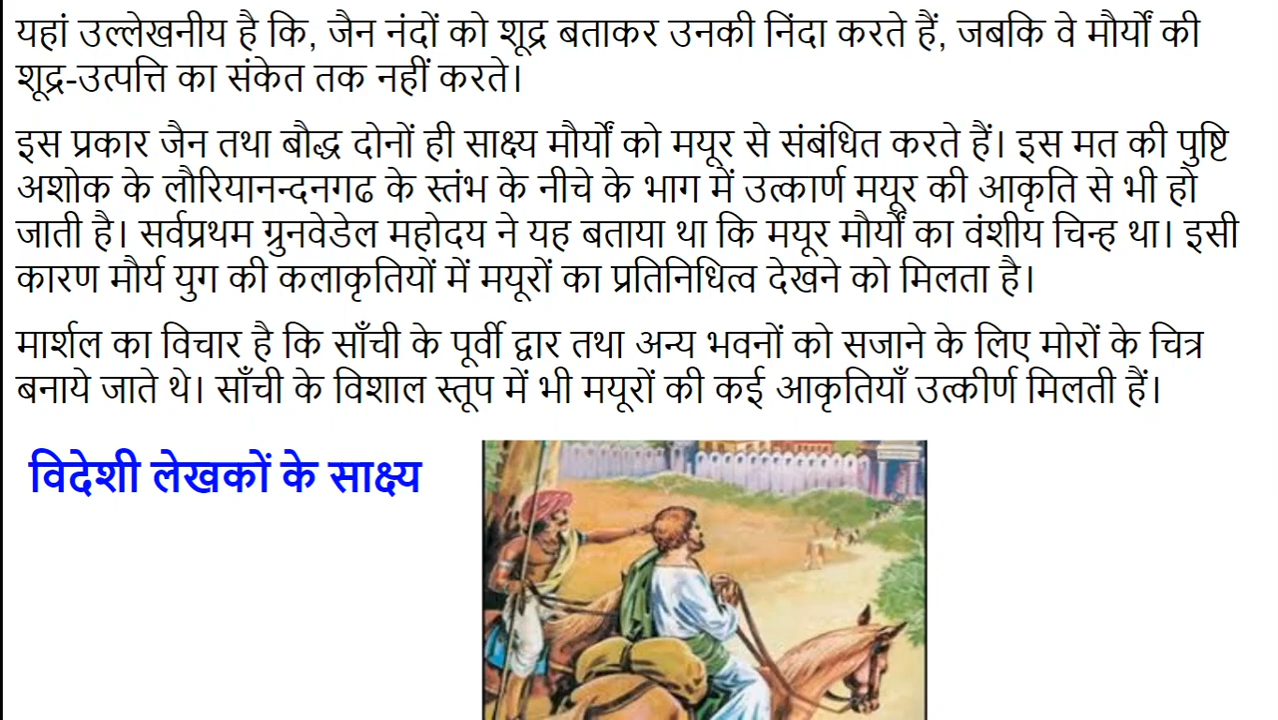 यहां उल्लेखनीय है कि, जैन नंदों को शूद्र बताकर उनकी निंदा करते हैं, जबकि वे मौर्यों की
शूद्र-उत्पत्ति का संकेत तक नहीं करते।
इस प्रकार जैन तथा बौद्ध दोनों ही साक्ष्य मौर्यों को मयूर से संबंधित करते हैं। इस मत की पुष्टि
अशोक के लौरियानन्दनगढ के स्तंभ के नीचे के भाग में उत्कार्ण मयूर की आकृति से भी हो
जाती है। सर्वप्रथम ग्रुनवेडेल महोदय ने यह बताया था कि मयूर मौर्यों का वंशीय चिन्ह था। इसी
कारण मौर्य युग की कलाकृतियों में मयूरों का प्रतिनिधित्व देखने को मिलता है।
मार्शल का विचार है कि साँची के पूर्वी द्वार तथा अन्य भवनों को सजाने के लिए मोरों के चित्र
बनाये जाते थे। साँची के विशाल स्तूप में भी मयूरों की कई आकृतियाँ उत्कीर्ण मिलती हैं।
विदेशी लेखकों के साक्ष्य